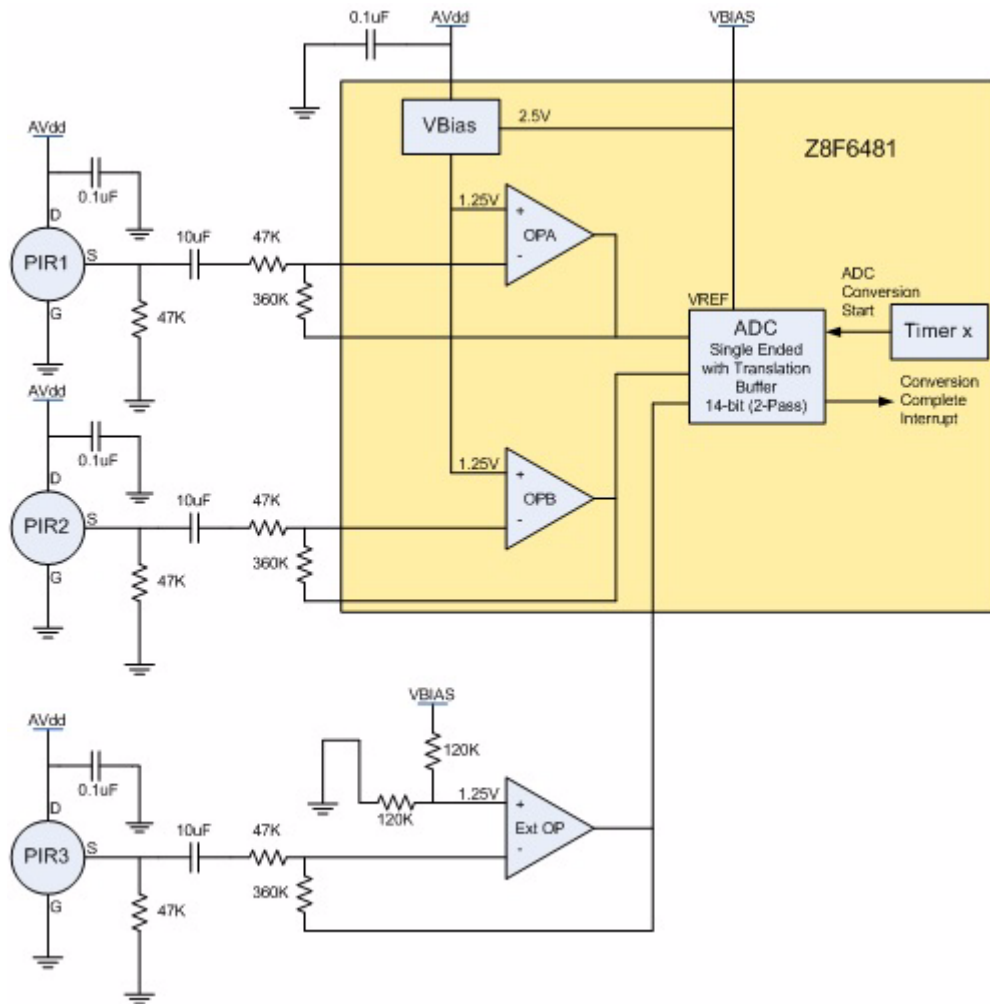 0.1uF
AVdd
VBIAS
AVdd
VBias
2.5V
Z8F6481
0.1uF
D
1.25V
+
OPA
-
PIR1
S
10uF
47K
G
47K
360K
VREF
ADC
Conversion
Start
ADC
Single Ended
with Translation
Buffer
14-bit (2-Pass)
Timer x
Conversion
Complete
Interrupt
AVdd
0.1uF
D
1.25V
+
OPB
-
PIR2
S
10uF
47K
G
47K
360K
VBIAS
120K
120K
1.25V
+
Ext OP
-
AVdd
0.1uF
D
PIR3
S
10uF
47K
G
47K
360K